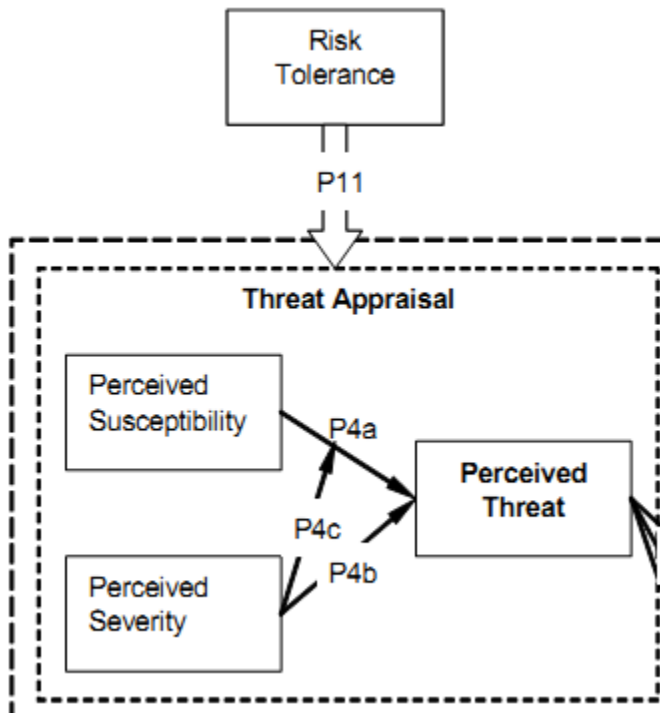 Risk
Tolerance
P11
Threat Appraisal
Perceived
Susceptibility
P4a
Perceived
Threat
P4c
P4b
Perceived
Severity